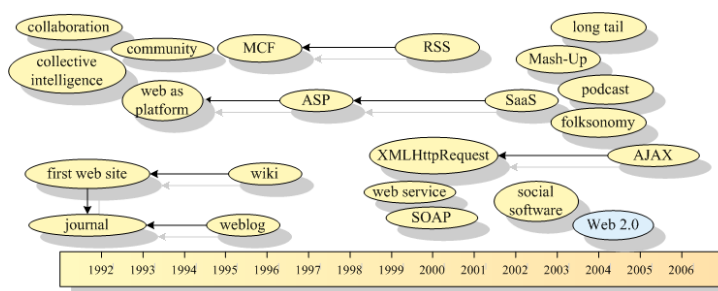 collaboration
community
MCF
RSS
long tail
collective
intelligence
Mash-Up
web as
platform
ASP
SaaS
podcast
folksonomy
XMLHttpRequest
AJAX
first web site
wiki
web service
social
software
SOAP
journal
weblog
Web 2.0
1992 1993 1994 1995 1996 1997 1998 1999 2000 2001 2002 2003 2004 2005 2006